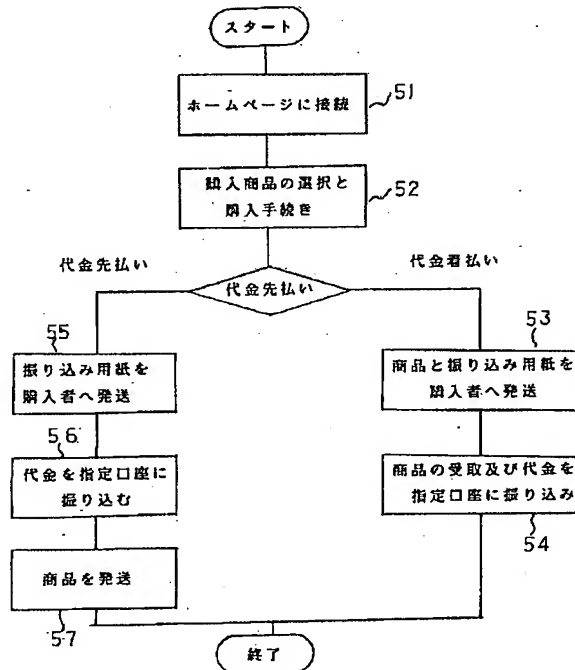 スタート
ホームページに接続
51
購入商品の選択と
購入手続き
52
代金先払い
代金先払い
代金着払い
55
振り込み用紙を
購入者へ発送
56
代金を指定口座に
振り込む
商品を発送
57
53
商品と振り込み用紙を
購入者へ発送
商品の受取及び代金を
指定口座に振り込み
54
終了